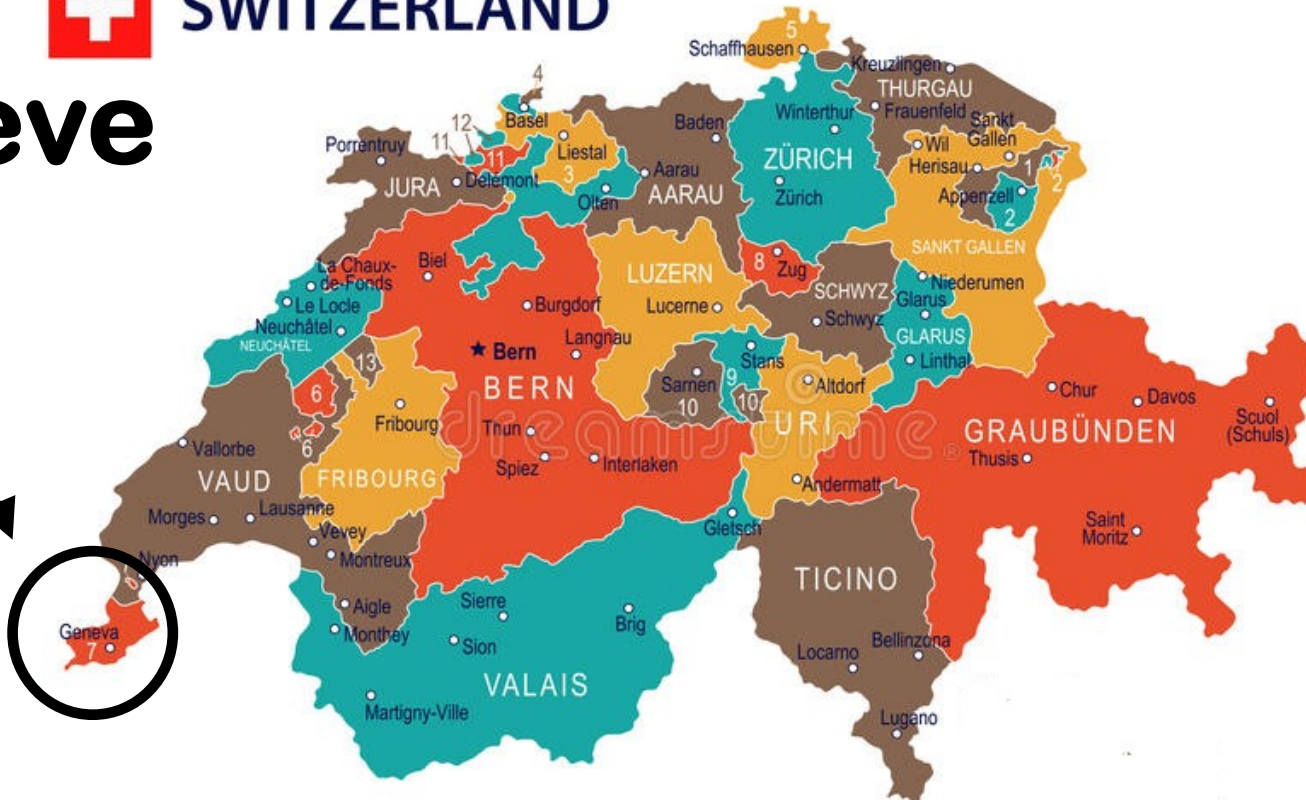 SWITZERLAND
eve
5
Schaffhausen
Kreuzlingen
THURGAU
4
Winterthur
Frauenfeld
Basel
12
Baden
Sankt
Gallen
11
Porrentruy
11
Liestal
ZÜRICH
Wil
Herisau
1
3
Aarau
2
JURA
Delemont
AARAU
Zürich
Appenzell
Olten
2
SANKT GALLEN
Biel
8
Zug
La Chaux-
de-Fonds
LUZERN
SCHWYZ
Niederumen
Le Locle
Burgdorf
Lucerne
Glarus
Neuchâtel
Schwyz
NEUCHÂTEL
Langnau
GLARUS
Bern
Stans
Linthal
13
BERN
Sarnen
9
Altdorf
6
10
10
Chur
Davos
Fribourg
URI
Scuol
(Schuls)
6
Thun
dreamstime
GRAUBÜNDEN
Vallorbe
Spiez
Interlaken
Thusis
VAUD
FRIBOURG
Andermatt
Morges
Lausanne
Gletsch
Saint
Moritz
Vevey
Nyon
Montreux
TICINO
Aigle
Sierre
Geneva
Monthey
Brig
7
Sion
Bellinzona
Locarno
VALAIS
Martigny-Ville
Lugano